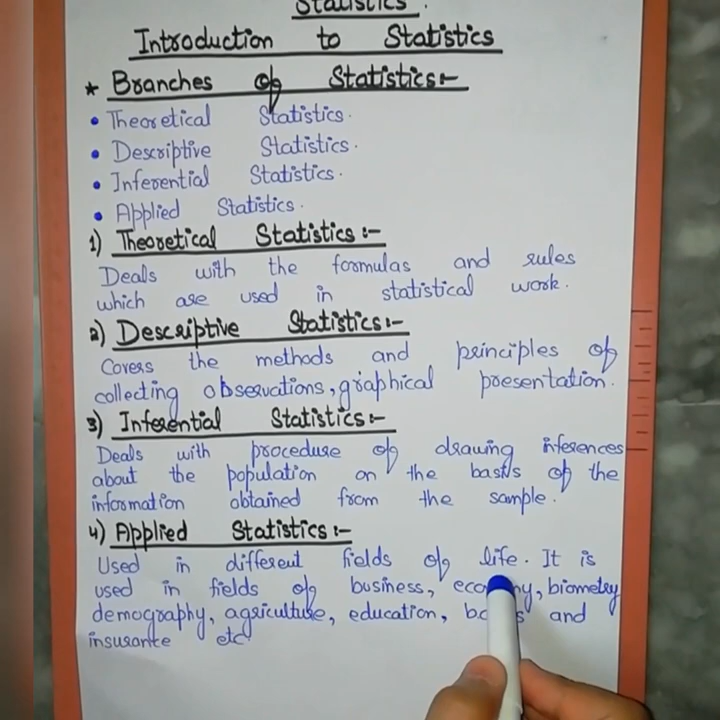 Statistics.
Introduction to Statistics
* Branches of Statistics:-
• Theoretical Statistics.
• Descriptive Statistics.
• Inferential Statistics.
• Applied Statistics.
1) Theoretical Statistics:-
Deals with the formulas and rules
which are used in statistical work.
2) Descriptive Statistics:-
Covers the methods and principles of
collecting observations, graphical presentation.
3) Inferential Statistics:-
Deals with procedure of drawing inferences
about the population on the basis of the
information obtained from the sample.
4) Applied Statistics:-
Used in different fields of life. It is
used in fields of business, biometry
demography, agriculture, education, and
insurance etc